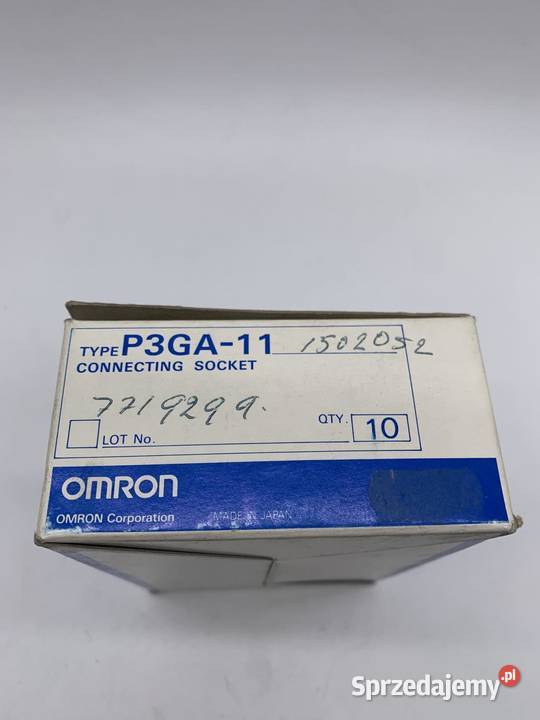 TYPE P3GA-11 1502052
CONNECTING SOCKET
7719299.
LOT No.
QTY. 10
OMRON
OMRON Corporation MADE IN JAPAN
Sprzedajemy.pl